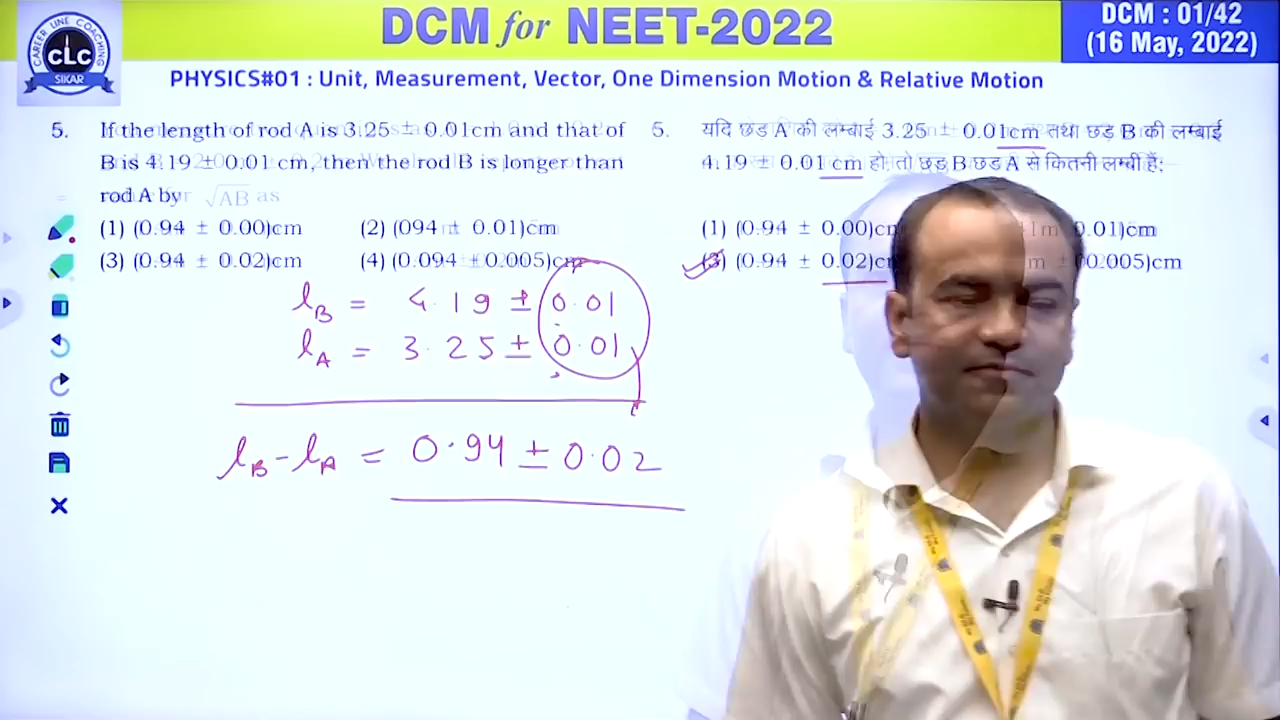 DCM for NEET-2022
DCM : 01/42
(16 May, 2022)
CAREER LINE COACHING
CLC
SIKAR
PHYSICS#01 : Unit, Measurement, Vector, One Dimension Motion & Relative Motion
5. If the length of rod A is 3.25 ± 0.01cm and that of
B is 4.19 ± 0.01 cm, then the rod B is longer than
rod A by
√AB as
(1) (0.94 ± 0.00)cm (2) (094 ± 0.01)cm
(3) (0.94 ± 0.02)cm (4) (0.094 ± 0.005)cm
5. यदि छड A की लम्बाई 3.25 ± 0.01cm तथा छड़ B की लम्बाई
4.19 ± 0.01 cm हो तो छड़ B छड़ A से कितनी लम्बी हैं:
(1) (0.94 ± 0.00)cm 0.01)cm
(3) (0.94 ± 0.02)c 0.005)cm
l_B = 4.19 ± 0.01
l_A = 3.25 ± 0.01
l_B - l_A = 0.94 ± 0.02